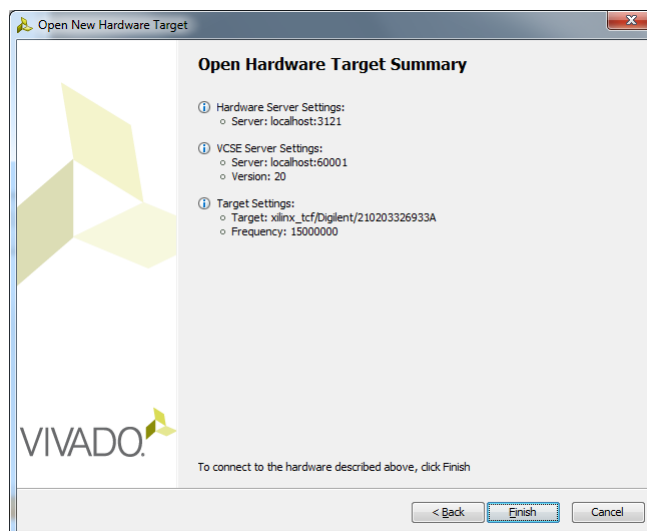 Open New Hardware Target
x
Open Hardware Target Summary
Hardware Server Settings:
Server: localhost:3121
VCSE Server Settings:
Server: localhost:60001
Version: 20
Target Settings:
Target: xilinx_tcf/Digilent/210203326933A
Frequency: 15000000
VIVADO.
To connect to the hardware described above, click Finish
< Back
Finish
Cancel